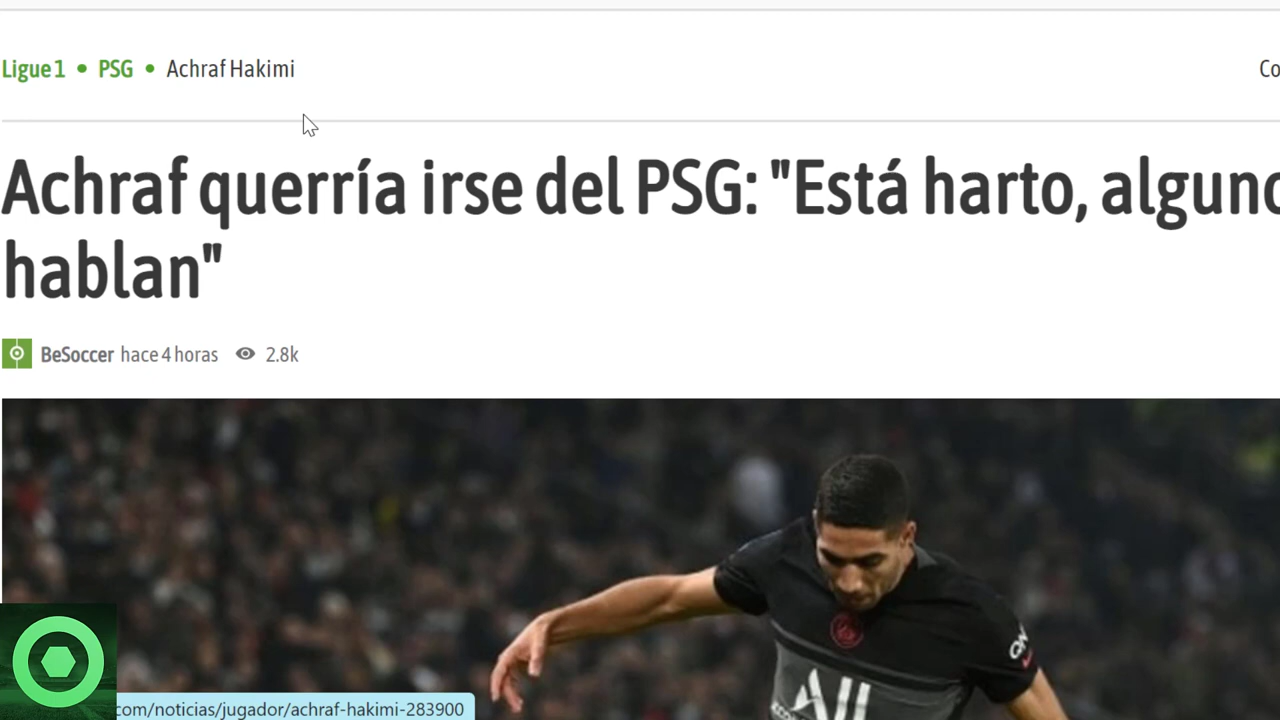 Ligue 1 • PSG • Achraf Hakimi
Achraf querría irse del PSG: "Está harto,
hablan"
BeSoccer hace 4 horas 2.8k
ALL
com/noticias/jugador/achraf-hakimi-283900